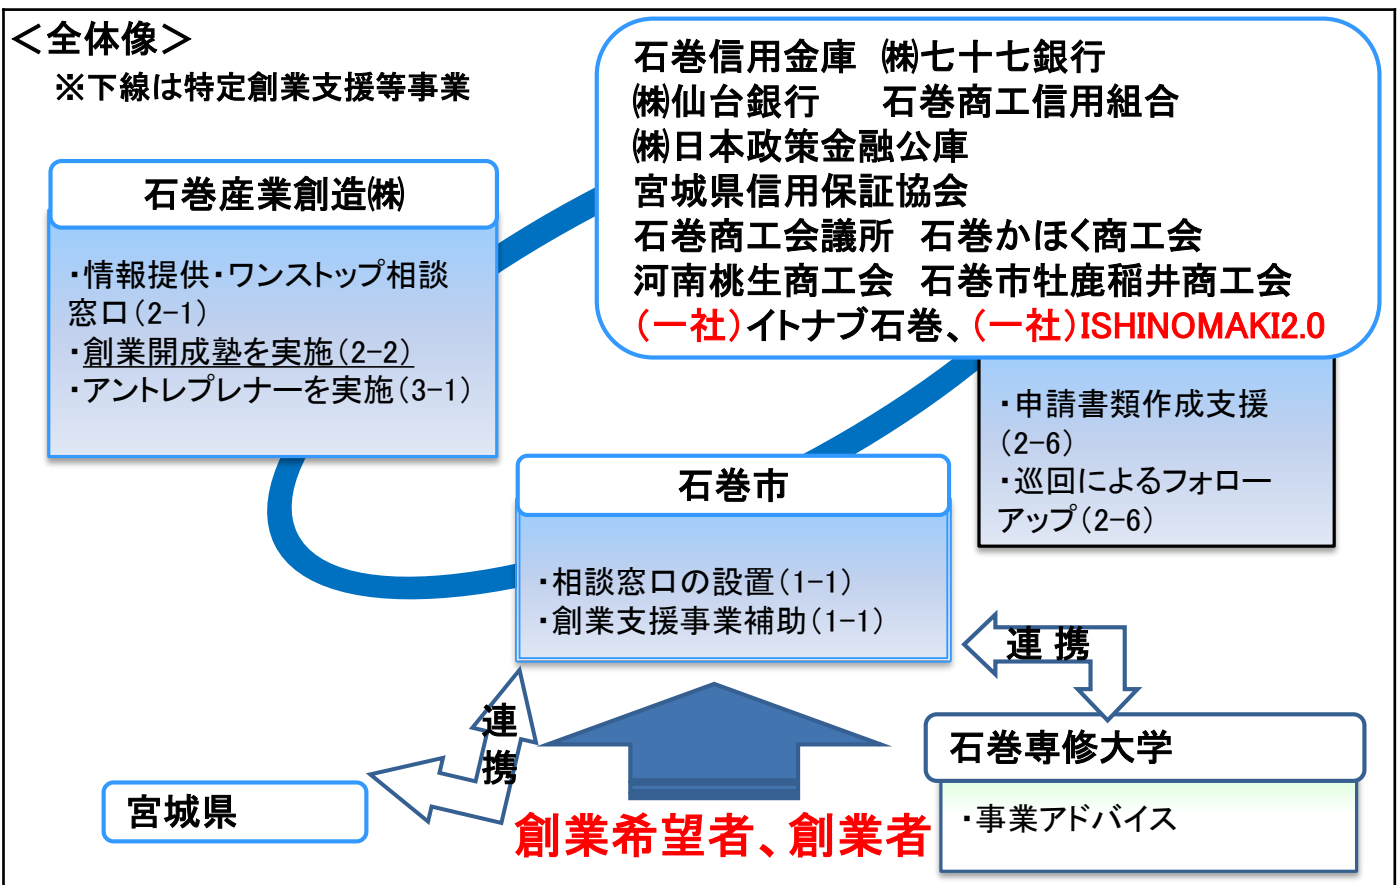 ＜全体像＞
※下線は特定創業支援等事業
石巻信用金庫　㈱七十七銀行
㈱仙台銀行　　石巻商工信用組合
㈱日本政策金融公庫
宮城県信用保証協会
石巻商工会議所　石巻かほく商工会
河南桃生商工会　石巻市牡鹿稲井商工会
（一社）イトナブ石巻、（一社）ISHINOMAKI2.0
石巻産業創造㈱
・情報提供・ワンストップ相談
窓口（2-1）
・創業開成塾を実施（2-2）
・アントレプレナーを実施（3-1）
・申請書類作成支援
（2-6）
・巡回によるフォロー
アップ（2-6）
石巻市
・相談窓口の設置（1-1）
・創業支援事業補助（1-1）
連 携
連
携
石巻専修大学
・事業アドバイス
宮城県
創業希望者、創業者